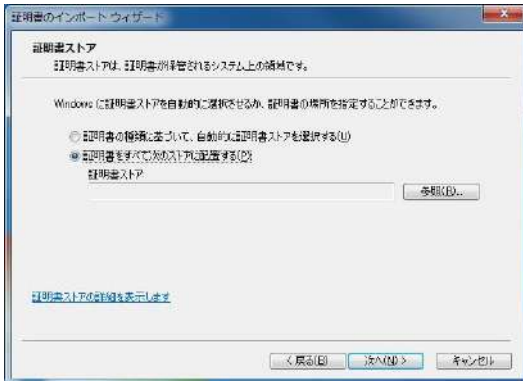 証明書のインポート ウィザード
証明書ストア
証明書ストアは、証明書が保管されるシステム上の領域です。
Windows に証明書ストアを自動的に選択させるか、証明書の場所を指定することができます。
証明書の種類に基づいて、自動的に証明書ストアを選択する(U)
証明書をすべて次のストアに配置する(P)
証明書ストア
参照(R)...
証明書ストアの詳細を表示します
< 戻る(B)
次へ(N) >
キャンセル